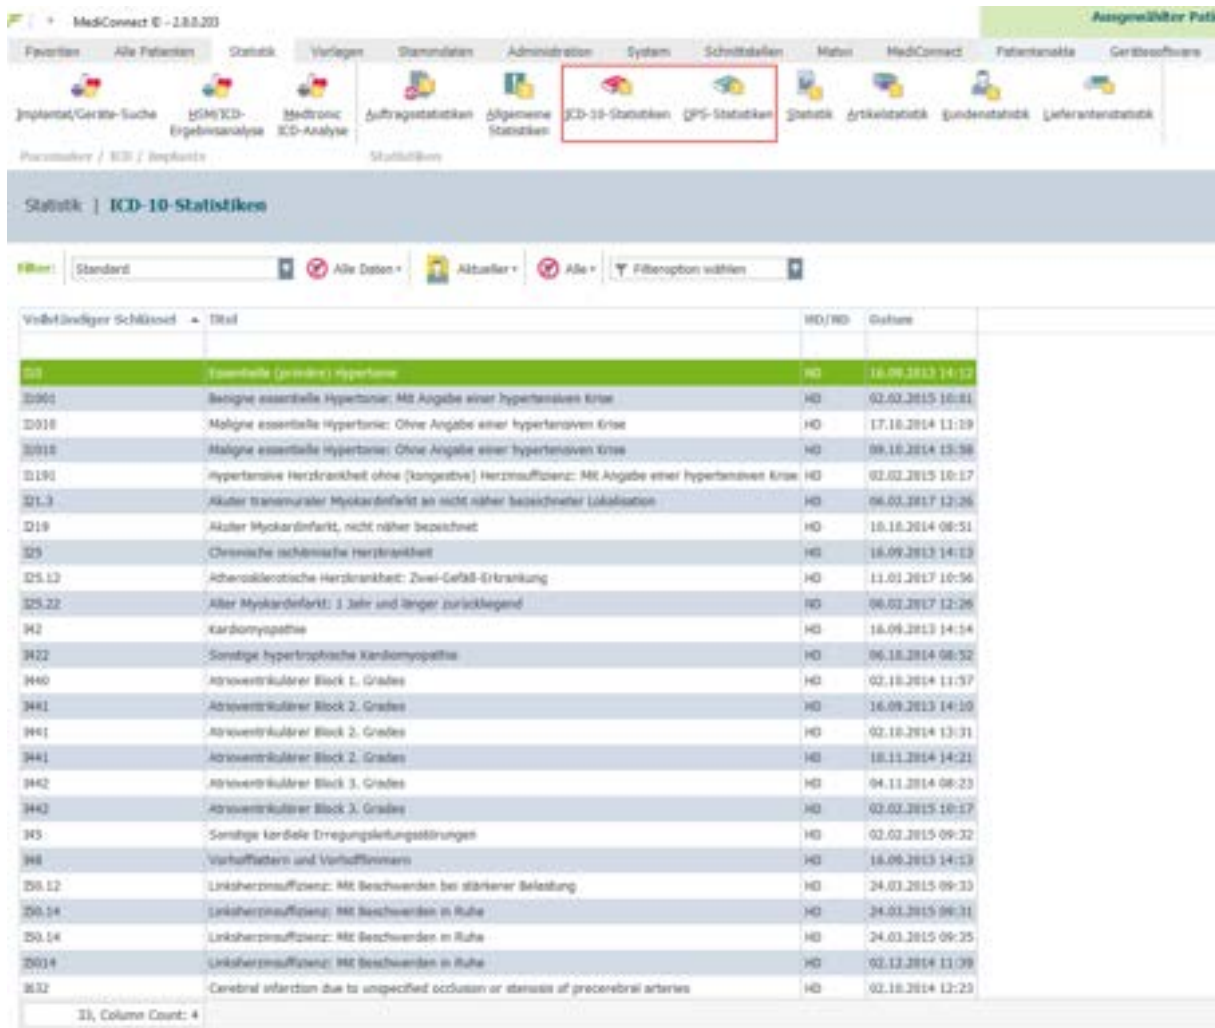 MediConnect © - 2.8.0.203
Ausgewählter Pati
Favoriten Alle Patienten Statistik Vorlagen Stammdaten Administration System Schnittstellen MediConnect Patientenakte Gerätesoftware
Implantat/Geräte-Suche HSM/ICD-Ergebnisanalyse Medtronic ICD-Analyse Auftragsstatistiken Allgemeine Statistiken ICD-10-Statistiken OPS-Statistiken Statistik Artikelstatistik Kundenstatistik Lieferantenstatistik
Pacemaker / ICD / Implants Statistiken
Statistik | ICD-10-Statistiken
Filter: Standard Alle Daten Aktueller Alle Filteroption wählen
Vollständiger Schlüssel Titel HD/ND Datum
I10 Essentielle (primäre) Hypertonie HD 16.09.2013 14:12
I1001 Benigne essentielle Hypertonie: Mit Angabe einer hypertensiven Krise HD 02.02.2015 10:01
I1010 Maligne essentielle Hypertonie: Ohne Angabe einer hypertensiven Krise HD 17.10.2014 11:19
I1010 Maligne essentielle Hypertonie: Ohne Angabe einer hypertensiven Krise HD 09.10.2014 15:58
I1191 Hypertensive Herzkrankheit ohne (kongestive) Herzinsuffizienz: Mit Angabe einer hypertensiven Krise HD 02.02.2015 10:17
I21.3 Akuter transmuraler Myokardinfarkt an nicht näher bezeichneter Lokalisation HD 06.02.2017 12:26
I219 Akuter Myokardinfarkt, nicht näher bezeichnet HD 10.10.2014 08:51
I25 Chronische ischämische Herzkrankheit HD 16.09.2013 14:13
I25.12 Atherosklerotische Herzkrankheit: Zwei-Gefäß-Erkrankung HD 11.01.2017 10:56
I25.22 Alter Myokardinfarkt: 1 Jahr und länger zurückliegend 06.02.2017 12:26
I42 Kardiomyopathie HD 16.09.2013 14:14
I422 Sonstige hypertrophische Kardiomyopathie HD 06.10.2014 08:52
I440 Atrioventrikulärer Block 1. Grades HD 02.10.2014 11:57
I441 Atrioventrikulärer Block 2. Grades HD 16.09.2013 14:10
I441 Atrioventrikulärer Block 2. Grades HD 02.10.2014 13:31
I441 Atrioventrikulärer Block 2. Grades HD 10.11.2014 14:21
I442 Atrioventrikulärer Block 3. Grades HD 04.11.2014 08:23
I442 Atrioventrikulärer Block 3. Grades HD 02.02.2015 10:17
I45 Sonstige kardiale Erregungsleitungsstörungen HD 02.02.2015 09:32
I48 Vorhofflattern und Vorhofflimmern HD 16.09.2013 14:13
I50.12 Linksherzinsuffizienz: Mit Beschwerden bei stärkerer Belastung HD 24.03.2015 09:33
I50.14 Linksherzinsuffizienz: Mit Beschwerden in Ruhe HD 24.03.2015 09:31
I50.14 Linksherzinsuffizienz: Mit Beschwerden in Ruhe HD 24.03.2015 09:35
I5014 Linksherzinsuffizienz: Mit Beschwerden in Ruhe HD 02.12.2014 11:39
I632 Cerebral infarction due to unspecified occlusion or stenosis of precerebral arteries HD 02.10.2014 12:23
33, Column Count: 4